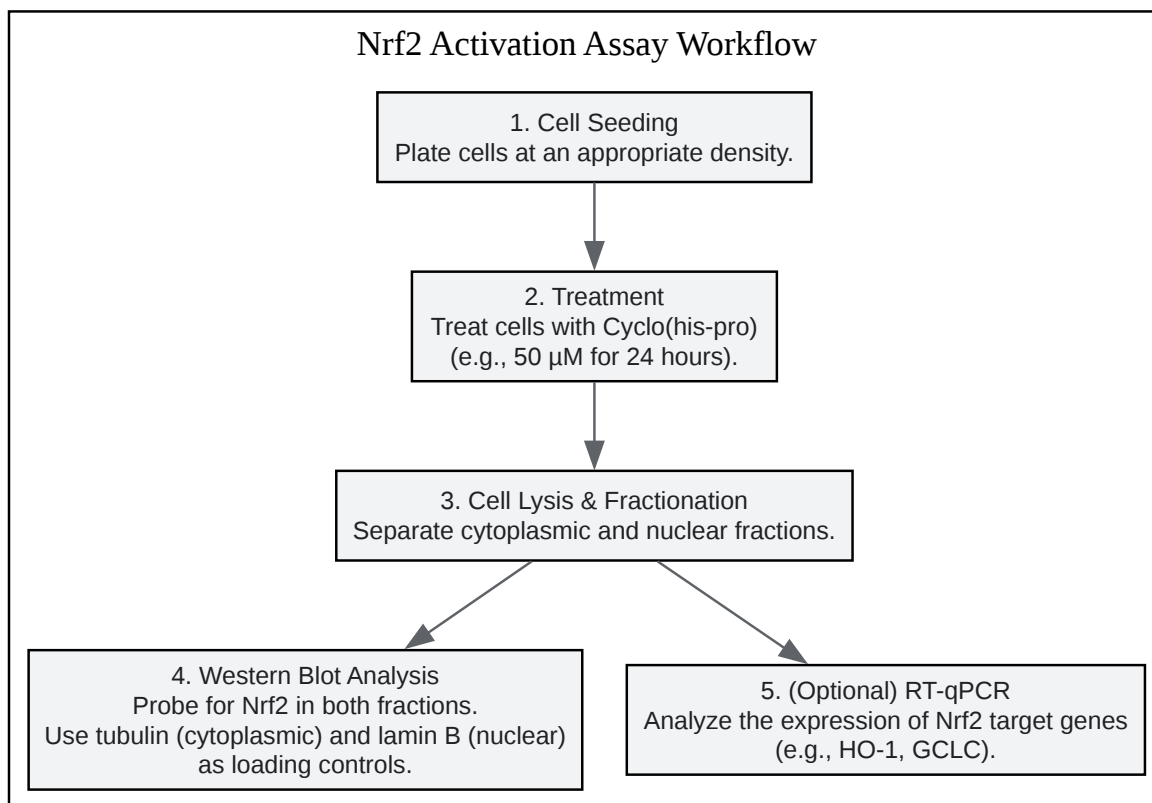 Nrf2 Activation Assay Workflow
1. Cell Seeding
Plate cells at an appropriate density.
2. Treatment
Treat cells with Cyclo(his-pro)
(e.g., 50 µM for 24 hours).
3. Cell Lysis & Fractionation
Separate cytoplasmic and nuclear fractions.
4. Western Blot Analysis
Probe for Nrf2 in both fractions.
Use tubulin (cytoplasmic) and lamin B (nuclear)
as loading controls.
5. (Optional) RT-qPCR
Analyze the expression of Nrf2 target genes
(e.g., HO-1, GCLC).